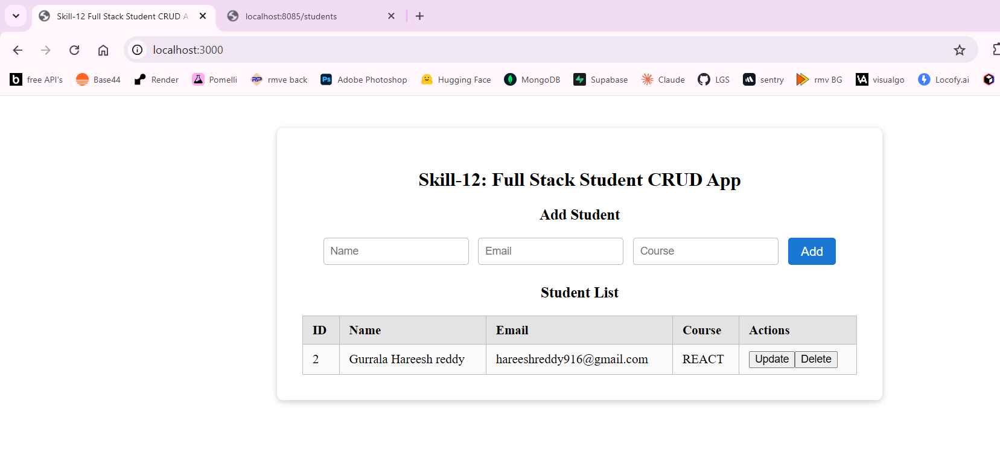 Skill-12 Full Stack Student CRUD A
localhost:8085/students
localhost:3000
b free API's Base44 Render Pomelli RP rmve back Ps Adobe Photoshop Hugging Face MongoDB Supabase Claude LGS sentry rmv BG VA visualgo Locofy.ai
Skill-12: Full Stack Student CRUD App
Add Student
Name Email Course Add
Student List
ID Name Email Course Actions
2 Gurrala Hareesh reddy hareeshreddy916@gmail.com REACT Update Delete